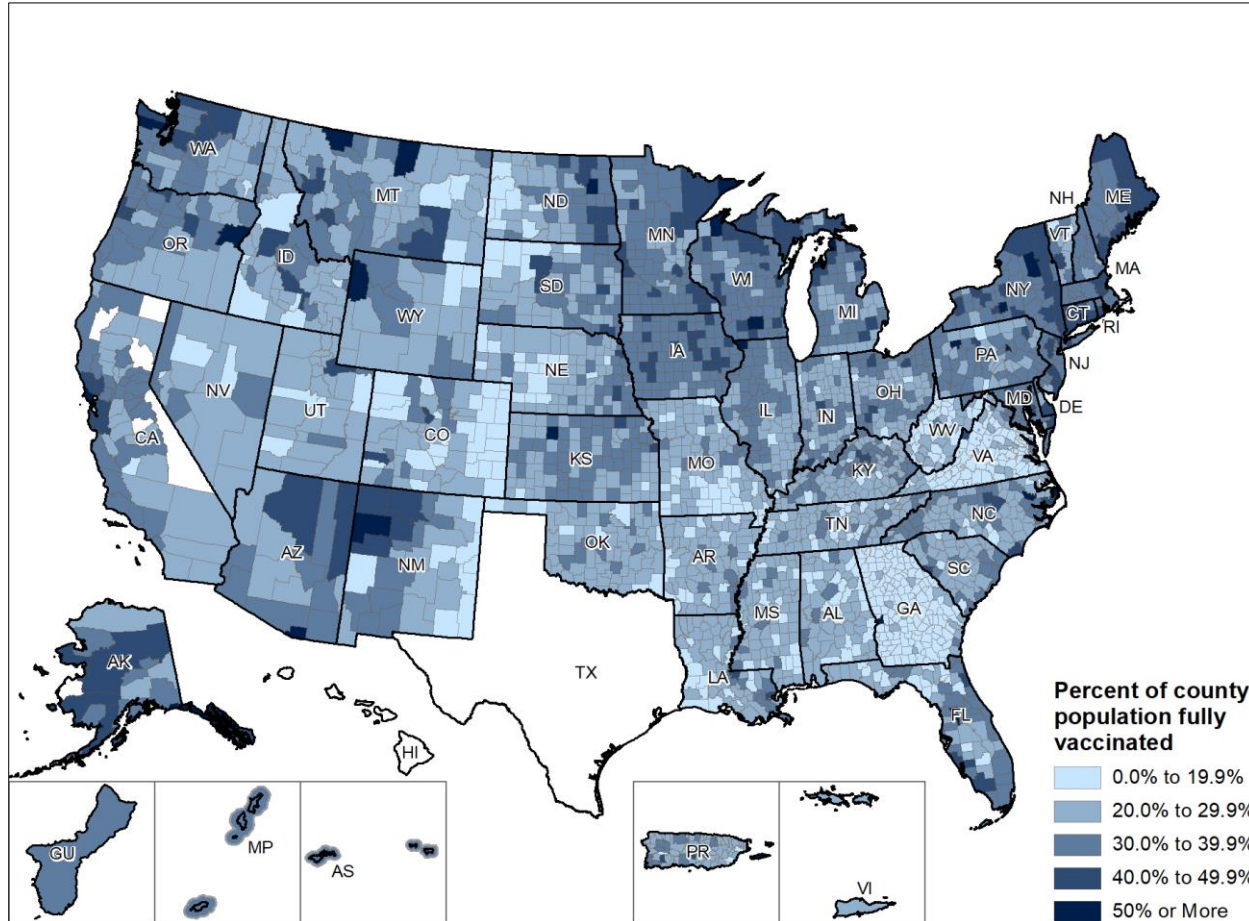 WA
MT
ND
OR
ID
SD
WY
MN
WI
MI
NH
VT
ME
MA
NY
CT
RI
NV
UT
CO
NE
IA
IL
IN
OH
PA
NJ
MD
DE
CA
KS
MO
KY
WV
VA
AZ
NM
OK
AR
TN
NC
SC
MS
AL
GA
LA
FL
TX
AK
HI
GU
MP
AS
PR
VI
Percent of county
population fully
vaccinated
0.0% to 19.9%
20.0% to 29.9%
30.0% to 39.9%
40.0% to 49.9%
50% or More